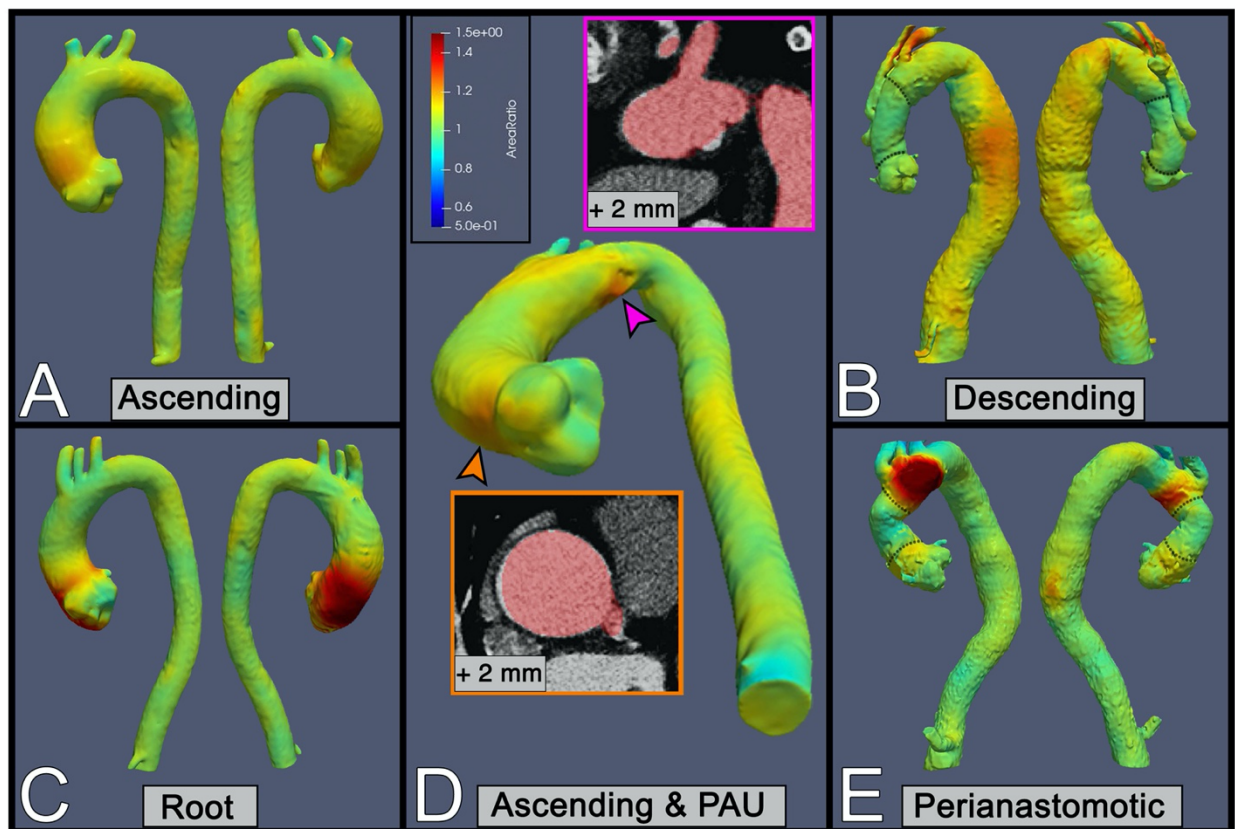 A
Ascending
1.5e+00
1.4
1.2
1
0.8
0.6
5.0e-01
AreaRatio
+ 2 mm
+ 2 mm
D
Ascending & PAU
B
Descending
C
Root
E
Perianastomotic